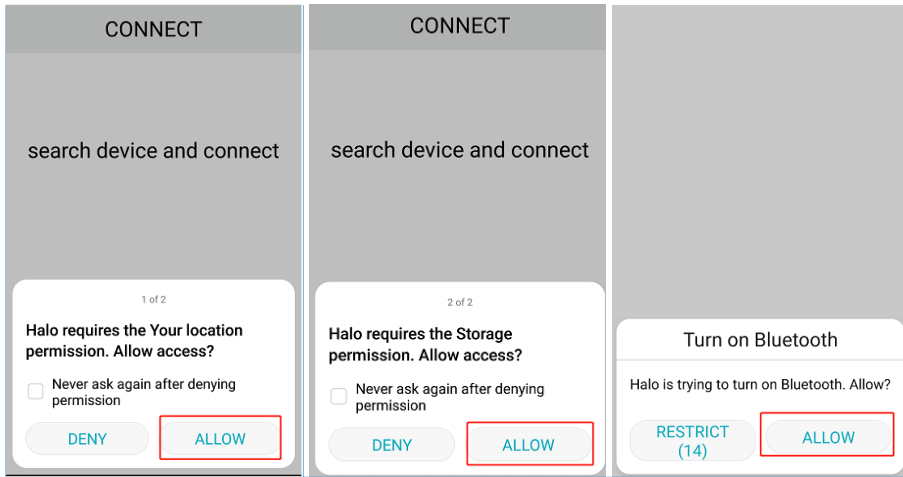 CONNECT
search device and connect
1 of 2
Halo requires the Your location
permission. Allow access?
Never ask again after denying
permission
DENY
ALLOW
CONNECT
search device and connect
2 of 2
Halo requires the Storage
permission. Allow access?
Never ask again after denying
permission
DENY
ALLOW
Turn on Bluetooth
Halo is trying to turn on Bluetooth. Allow?
RESTRICT
(14)
ALLOW